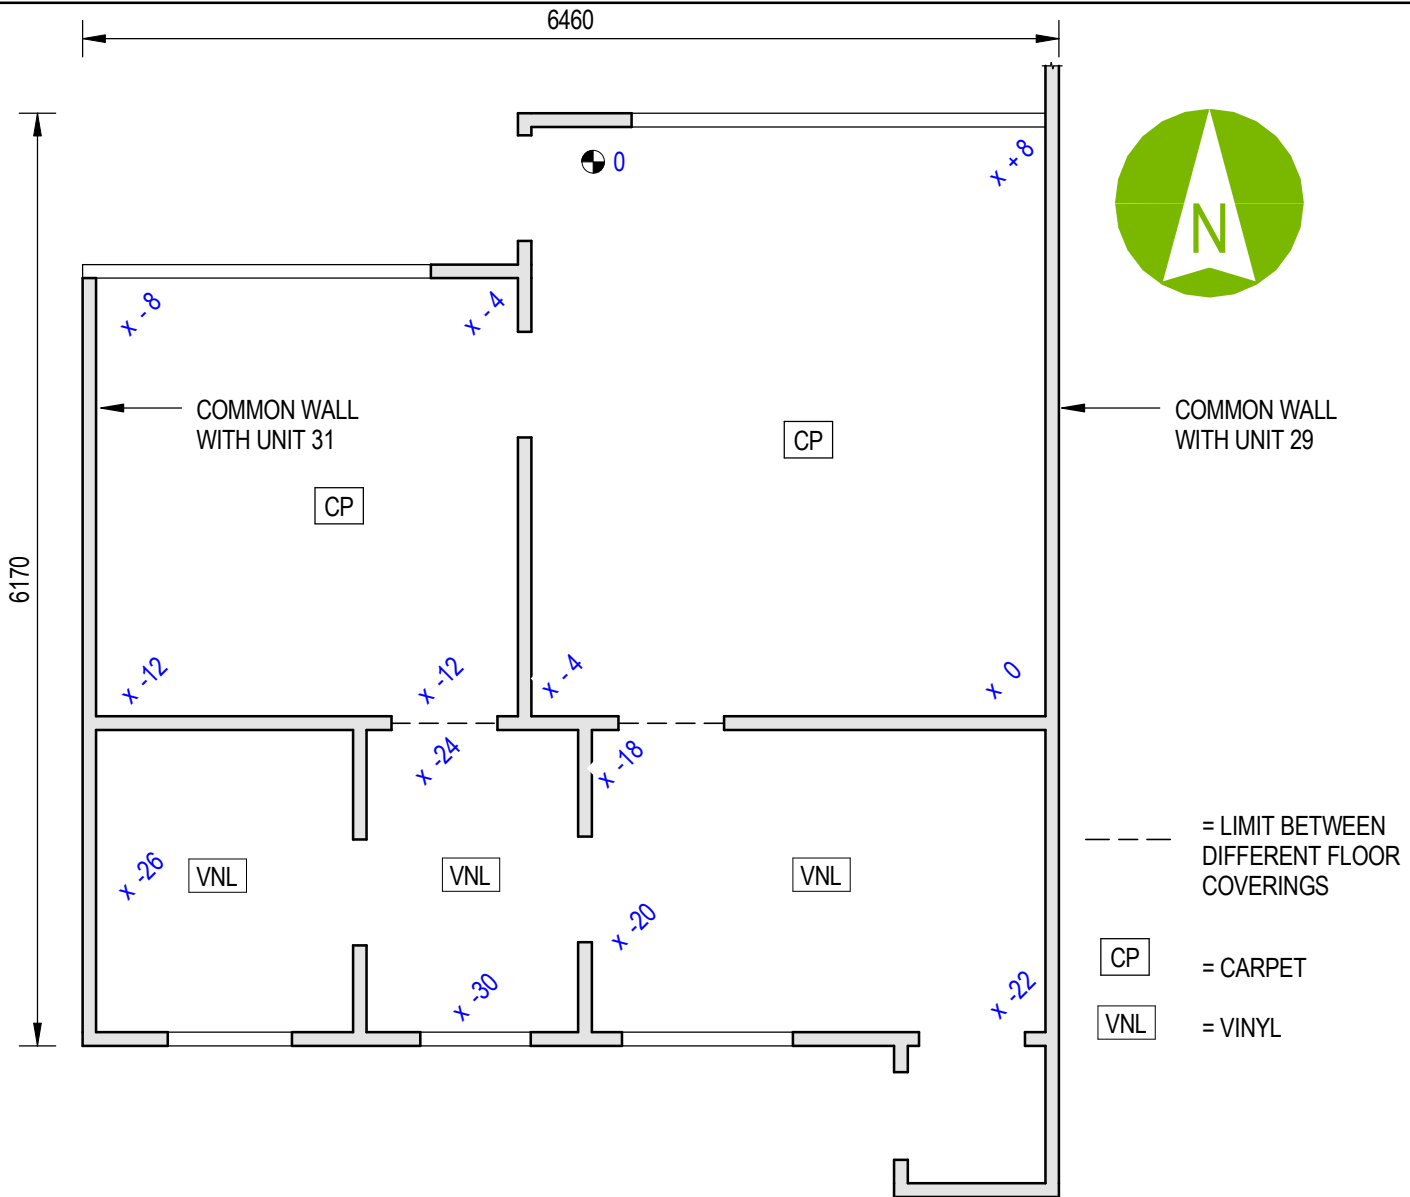 6460
0
x +8
N
x -8
x -4
COMMON WALL
WITH UNIT 31
COMMON WALL
WITH UNIT 29
CP
CP
6170
x -12
x -12
x -4
x 0
x -24
x -18
= LIMIT BETWEEN
DIFFERENT FLOOR
COVERINGS
x -26
VNL
VNL
VNL
x -20
CP
= CARPET
x -30
x -22
VNL
= VINYL